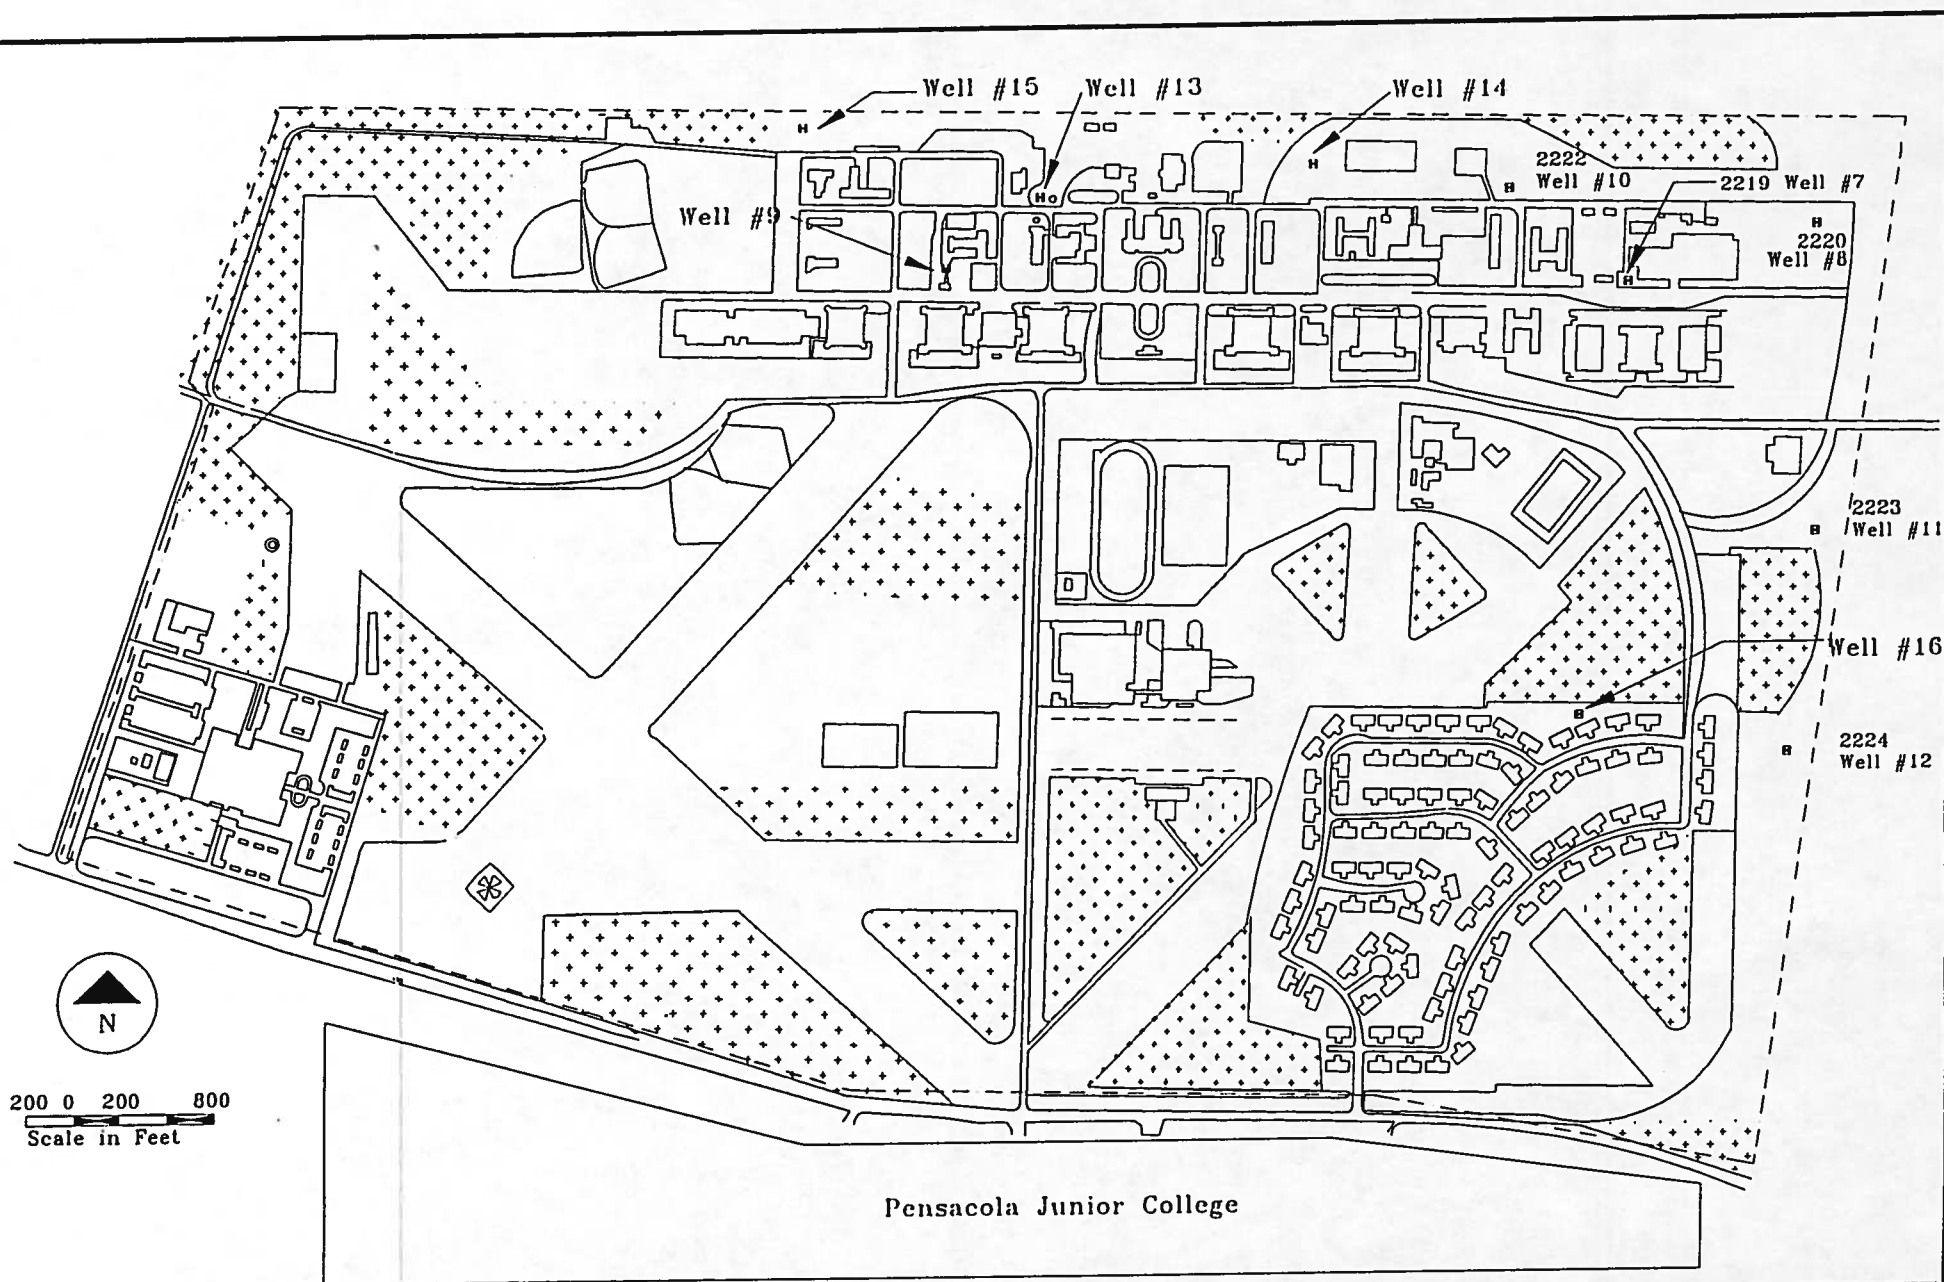 Well #15
Well #13
Well #14
2222
Well #10
2219 Well #7
Well #9
2220
Well #8
2223
Well #11
Well #16
2224
Well #12
N
200 0 200 800
Scale in Feet
Pensacola Junior College